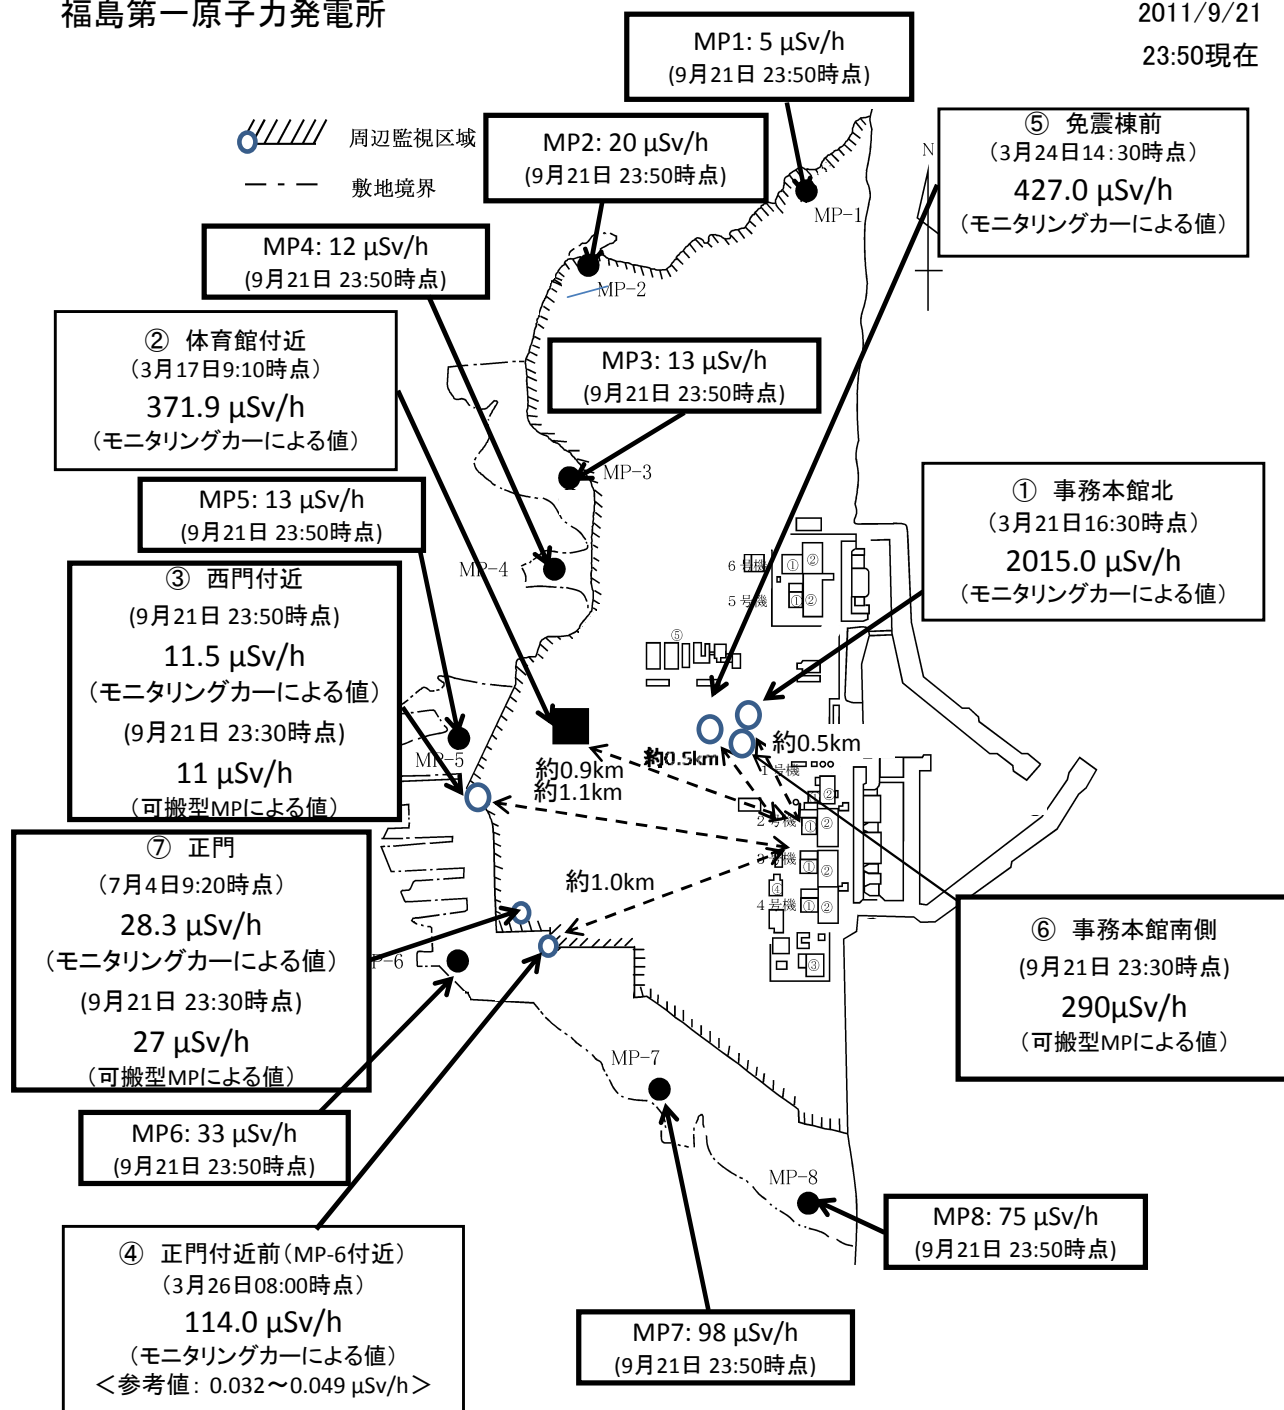 福島第一原子力発電所
2011/9/21
23:50現在
周辺監視区域
敷地境界
MP1: 5 μSv/h
(9月21日 23:50時点)
MP2: 20 μSv/h
(9月21日 23:50時点)
MP4: 12 μSv/h
(9月21日 23:50時点)
⑤ 免震棟前
(3月24日14:30時点)
427.0 μSv/h
(モニタリングカーによる値)
N
MP-1
MP-2
② 体育館付近
(3月17日9:10時点)
371.9 μSv/h
(モニタリングカーによる値)
MP3: 13 μSv/h
(9月21日 23:50時点)
MP-3
MP5: 13 μSv/h
(9月21日 23:50時点)
① 事務本館北
(3月21日16:30時点)
2015.0 μSv/h
(モニタリングカーによる値)
MP-4
③ 西門付近
(9月21日 23:50時点)
11.5 μSv/h
(モニタリングカーによる値)
(9月21日 23:30時点)
11 μSv/h
(可搬型MPによる値)
6号機
① ②
5号機
① ②
⑤
MP-5
約0.9km
約1.1km
約0.5km
約0.5km
1号機
②
2号機
① ②
3号機
① ②
④
4号機
① ②
③
約1.0km
⑦ 正門
(7月4日9:20時点)
28.3 μSv/h
(モニタリングカーによる値)
(9月21日 23:30時点)
27 μSv/h
(可搬型MPによる値)
P-6
⑥ 事務本館南側
(9月21日 23:30時点)
290μSv/h
(可搬型MPによる値)
MP-7
MP6: 33 μSv/h
(9月21日 23:50時点)
MP-8
MP8: 75 μSv/h
(9月21日 23:50時点)
④ 正門付近前(MP-6付近)
(3月26日08:00時点)
114.0 μSv/h
(モニタリングカーによる値)
＜参考値: 0.032～0.049 μSv/h＞
MP7: 98 μSv/h
(9月21日 23:50時点)